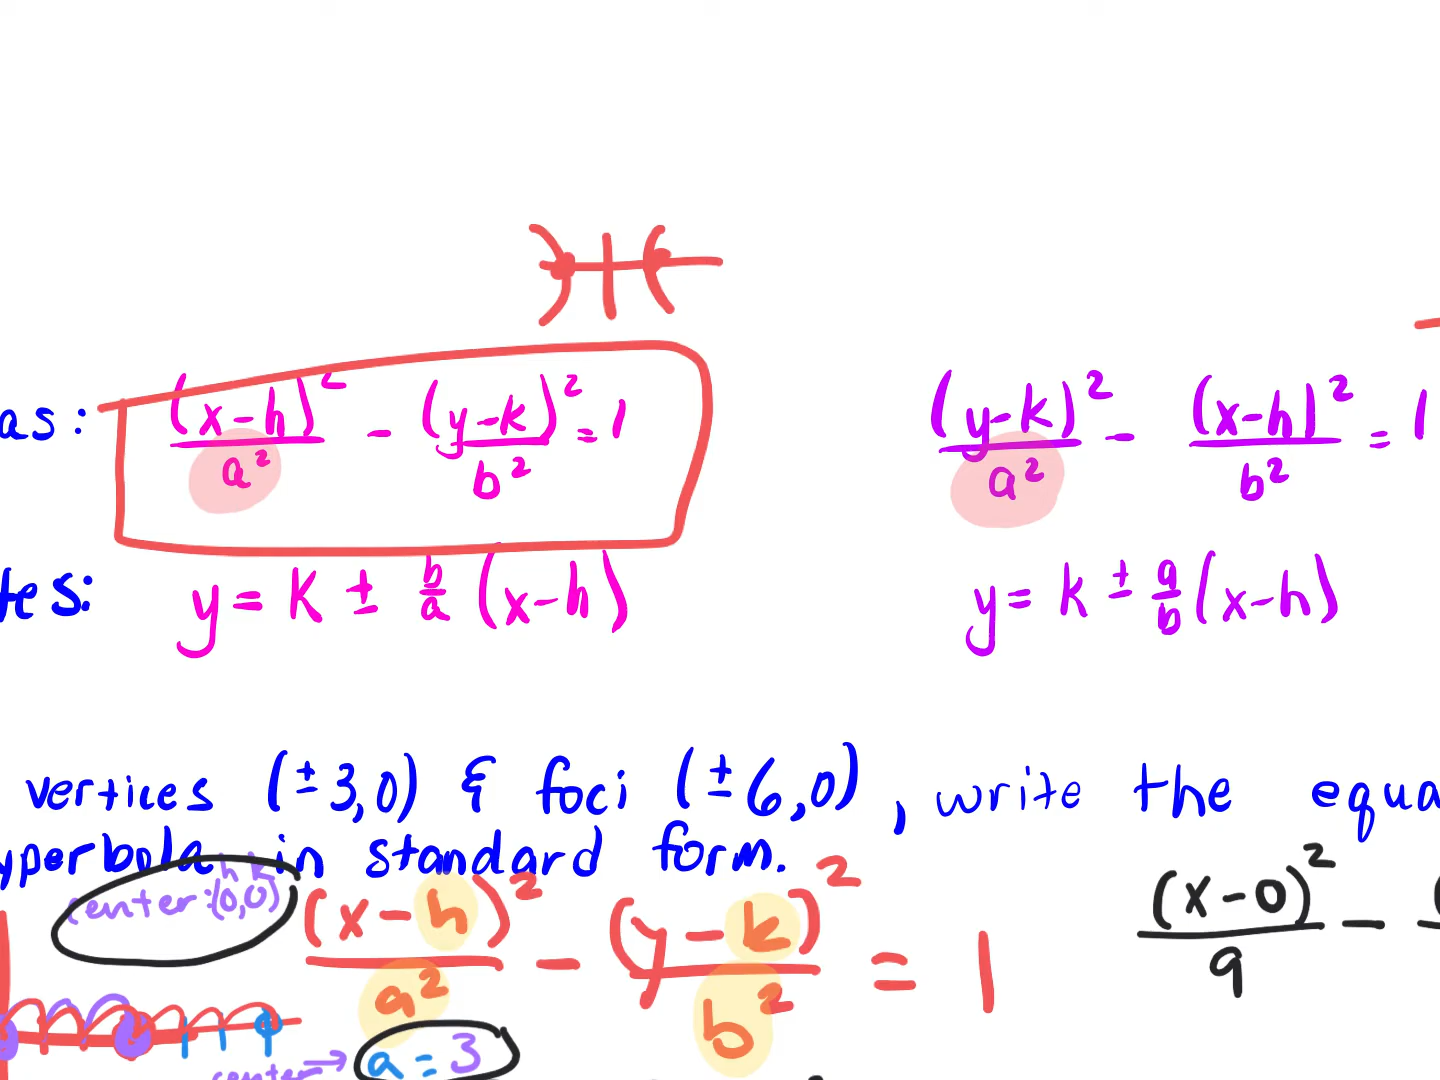 as: (x-h)²/a² - (y-k)²/b² = 1   (y-k)²/a² - (x-h)²/b² = 1
tes: y = k ± b/a (x-h)   y = k ± a/b (x-h)
vertices (±3,0) & foci (±6,0), write the equa
yperbola in standard form.
h k
center: (0,0)   (x-h)²/a² - (y-k)²/b² = 1   (x-0)²/9 -
center → a = 3